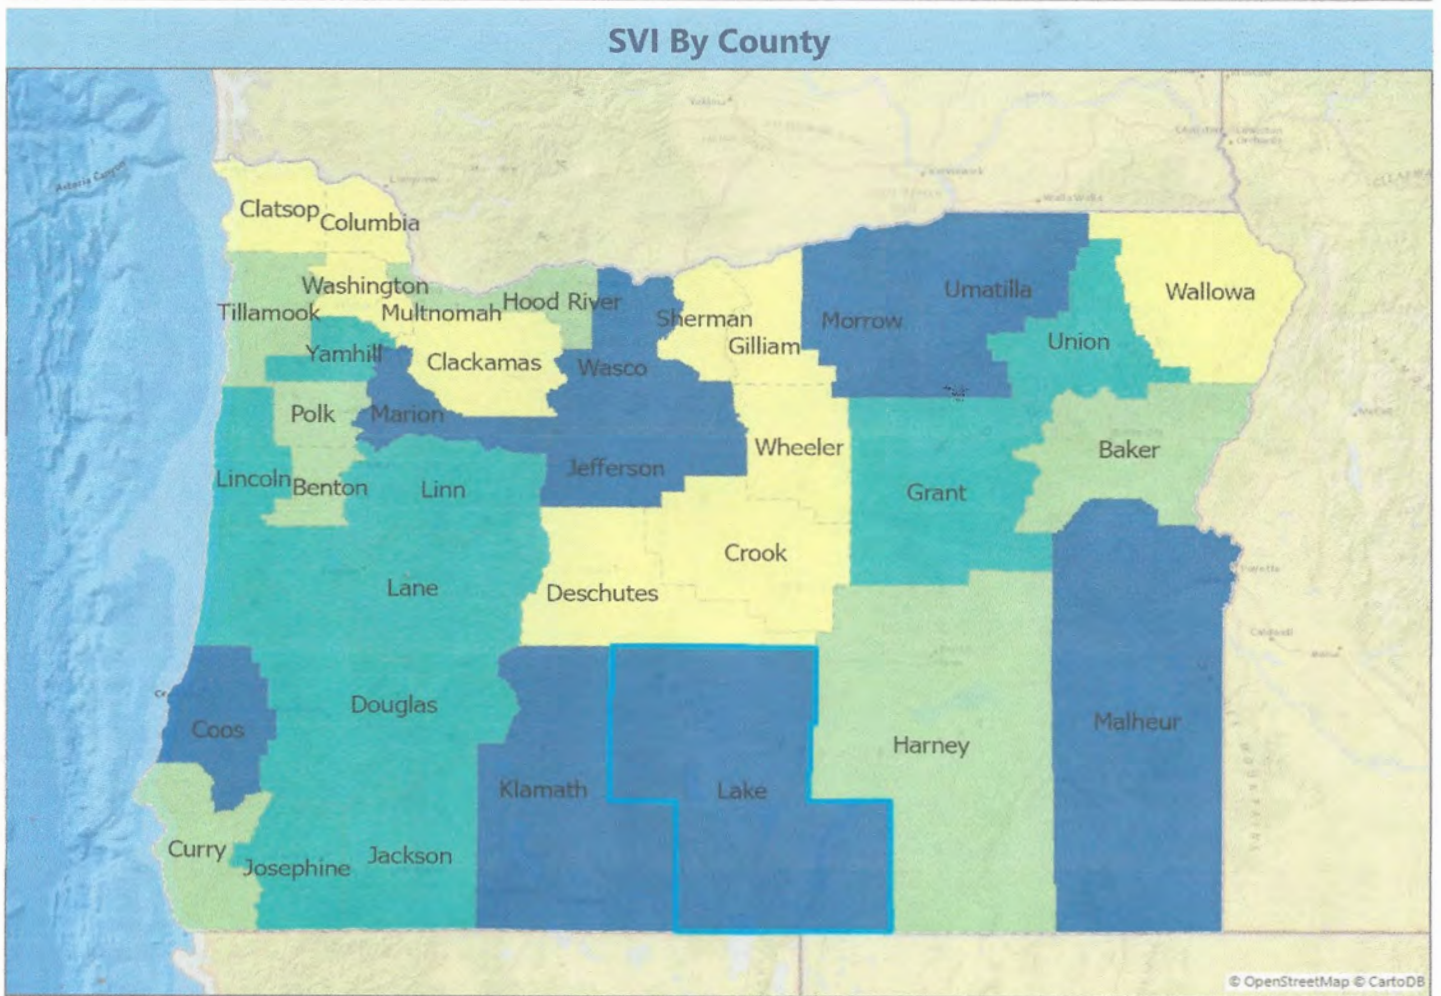 SVI By County
Astoria Canyon
Clatsop
Columbia
Washington
Tillamook
Multnomah
Hood River
Yamhill
Clackamas
Wasco
Sherman
Gilliam
Morrow
Umatilla
Union
Wallowa
Polk
Marion
Jefferson
Wheeler
Baker
Lincoln
Benton
Linn
Grant
Crook
Lane
Deschutes
Coos
Douglas
Klamath
Lake
Harney
Malheur
Curry
Josephine
Jackson
© OpenStreetMap © CartoDB